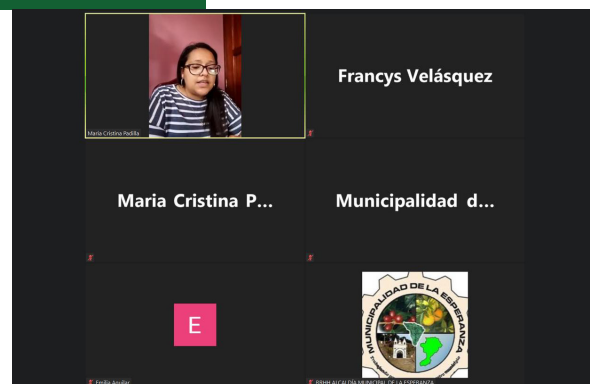 Maria Cristina Padilla
Francys Velásquez
Maria Cristina P...
Municipalidad d...
E
Emilia Aguilar
MUNICIPALIDAD DE LA ESPERANZA
RRHH ALCALDÍA MUNICIPAL DE LA ESPERANZA